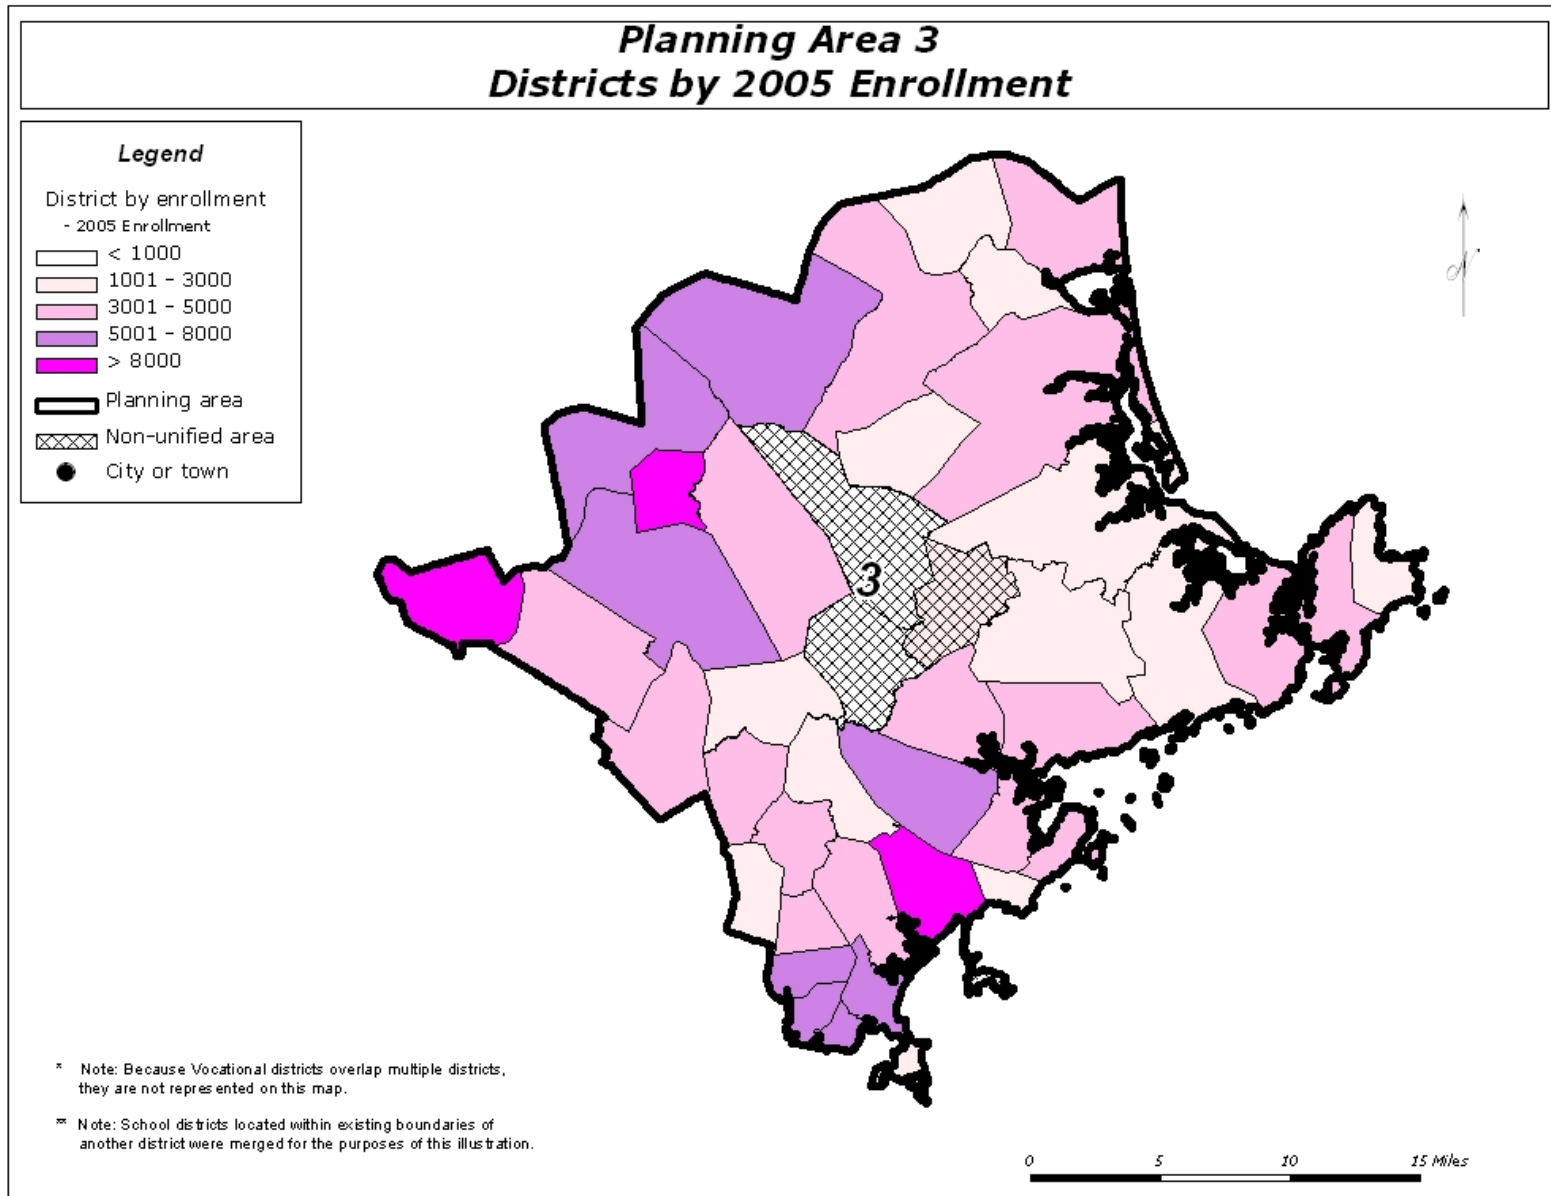 Planning Area 3
Districts by 2005 Enrollment
Legend
District by enrollment
- 2005 Enrollment
< 1000
1001 - 3000
3001 - 5000
5001 - 8000
> 8000
Planning area
Non-unified area
City or town
N
3
* Note: Because Vocational districts overlap multiple districts,
they are not represented on this map.
** Note: School districts located within existing boundaries of
another district were merged for the purposes of this illustration.
0 5 10 15 Miles